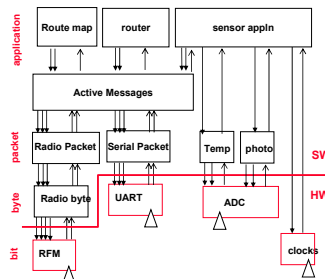 application
Route map
router
sensor appln
Active Messages
packet
Radio Packet
Serial Packet
Temp
photo
SW
HW
byte
Radio byte
UART
ADC
bit
RFM
clocks